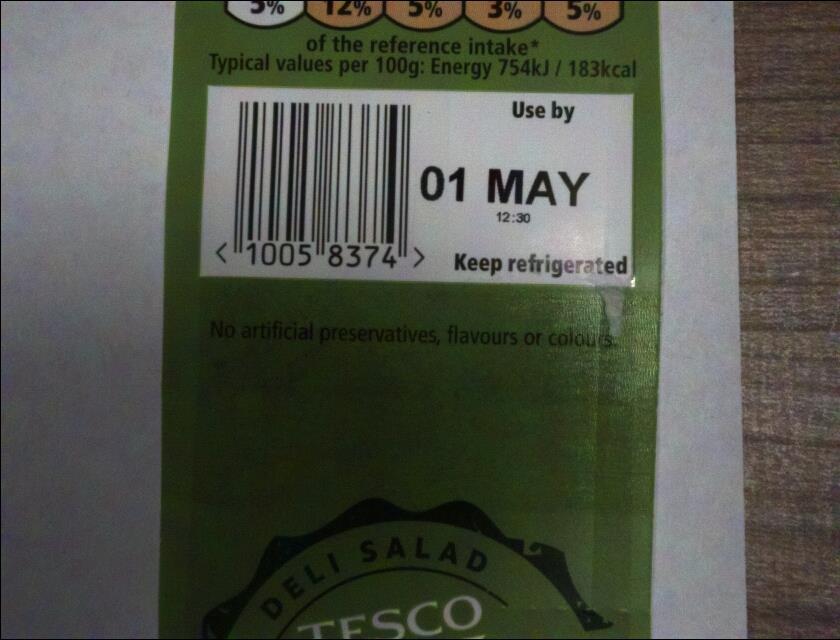 5% 12% 5% 3% 5%
of the reference intake*
Typical values per 100g: Energy 754kJ / 183kcal
Use by
01 MAY
12:30
<1005 8374>
Keep refrigerated
No artificial preservatives, flavours or colours.
DELI SALAD
TESCO